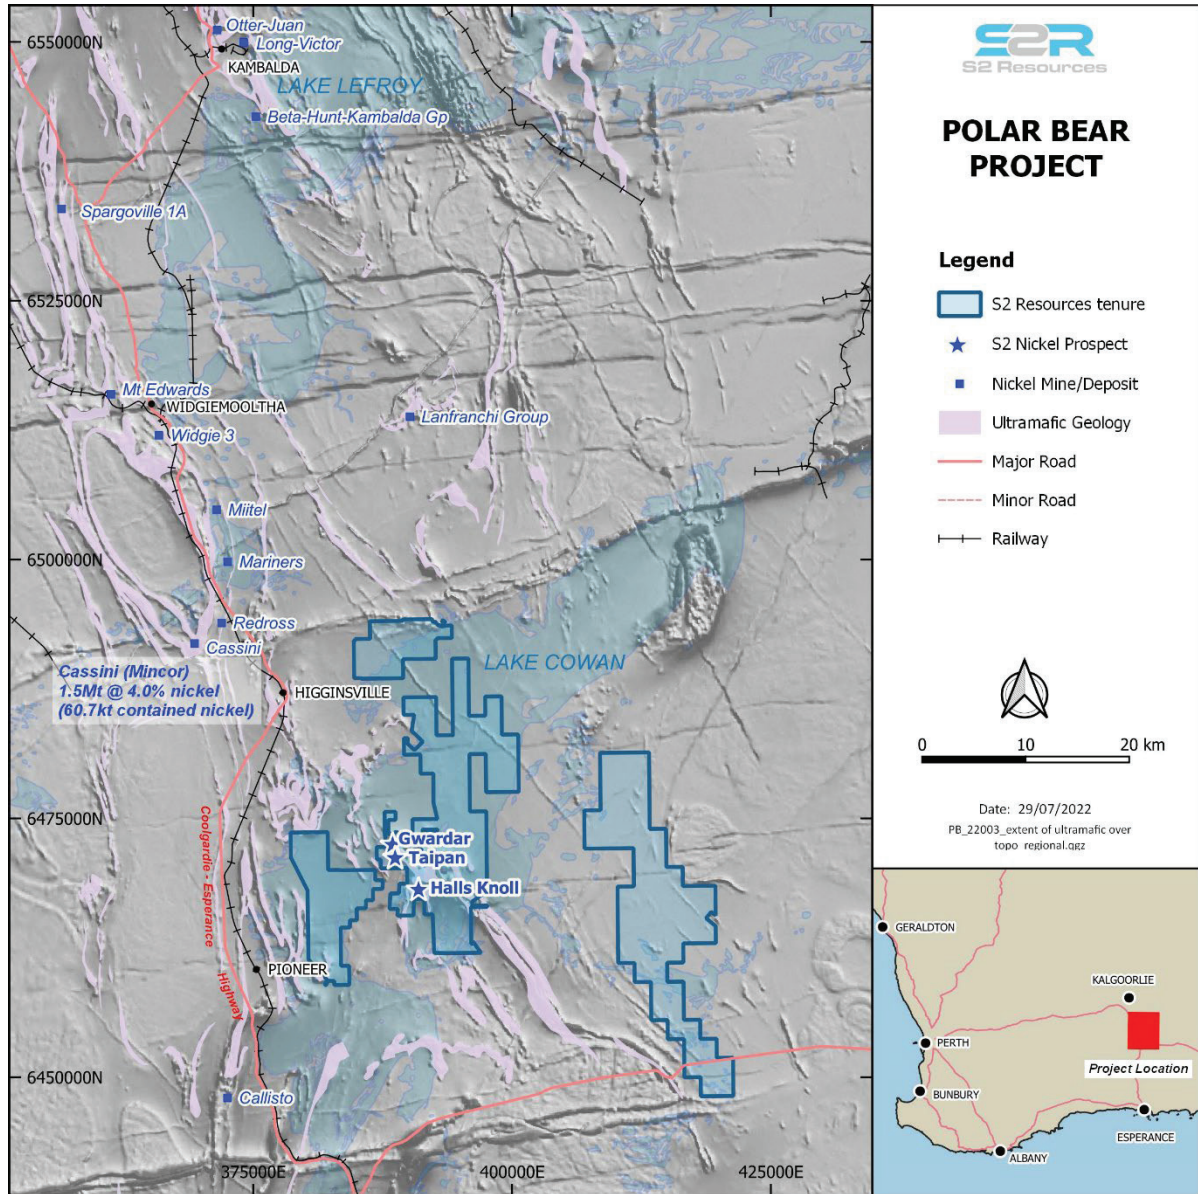 Otter-Juan
6550000N
Long-Victor
KAMBALDA
LAKE LEFROY
Beta-Hunt-Kambalda Gp
Spargoville 1A
6525000N
Mt Edwards
WIDGIEMOOLTHA
Lanfranchi Group
Widgie 3
Miitel
6500000N
Mariners
Redross
Cassini
LAKE COWAN
Cassini (Mincor)
1.5Mt @ 4.0% nickel
(60.7kt contained nickel)
HIGGINSVILLE
6475000N
Coolgardie - Esperance
Highway
Gwardar
Taipan
Halls Knoll
PIONEER
6450000N
Callisto
375000E
400000E
425000E
S2R
S2 Resources
POLAR BEAR
PROJECT
Legend
S2 Resources tenure
S2 Nickel Prospect
Nickel Mine/Deposit
Ultramafic Geology
Major Road
Minor Road
Railway
0 10 20 km
Date: 29/07/2022
PB_22003_extent of ultramafic over
topo_regional.qgz
GERALDTON
KALGOORLIE
PERTH
Project Location
BUNBURY
ESPERANCE
ALBANY